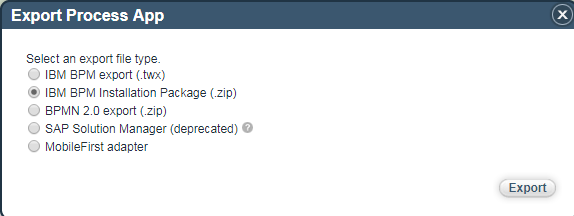 Export Process App
Select an export file type.
IBM BPM export (.twx)
IBM BPM Installation Package (.zip)
BPMN 2.0 export (.zip)
SAP Solution Manager (deprecated) ?
MobileFirst adapter
Export